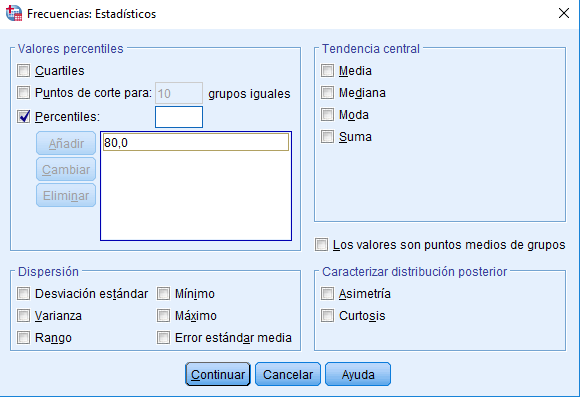 Frecuencias: Estadísticos
Valores percentiles
Cuartiles
Puntos de corte para: 10 grupos iguales
Percentiles:
Añadir
Cambiar
Eliminar
80,0
Tendencia central
Media
Mediana
Moda
Suma
Los valores son puntos medios de grupos
Dispersión
Desviación estándar Mínimo
Varianza Máximo
Rango Error estándar media
Caracterizar distribución posterior
Asimetría
Curtosis
Continuar Cancelar Ayuda